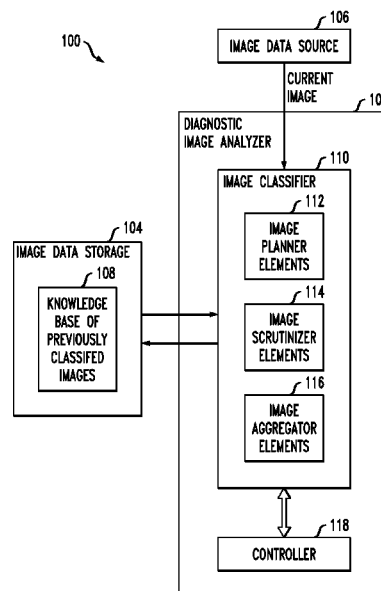 100
106
IMAGE DATA SOURCE
CURRENT
IMAGE
10
DIAGNOSTIC
IMAGE ANALYZER
110
IMAGE CLASSIFIER
112
IMAGE
PLANNER
ELEMENTS
104
IMAGE DATA STORAGE
108
KNOWLEDGE
BASE OF
PREVIOUSLY
CLASSIFED
IMAGES
114
IMAGE
SCRUTINIZER
ELEMENTS
116
IMAGE
AGGREGATOR
ELEMENTS
118
CONTROLLER